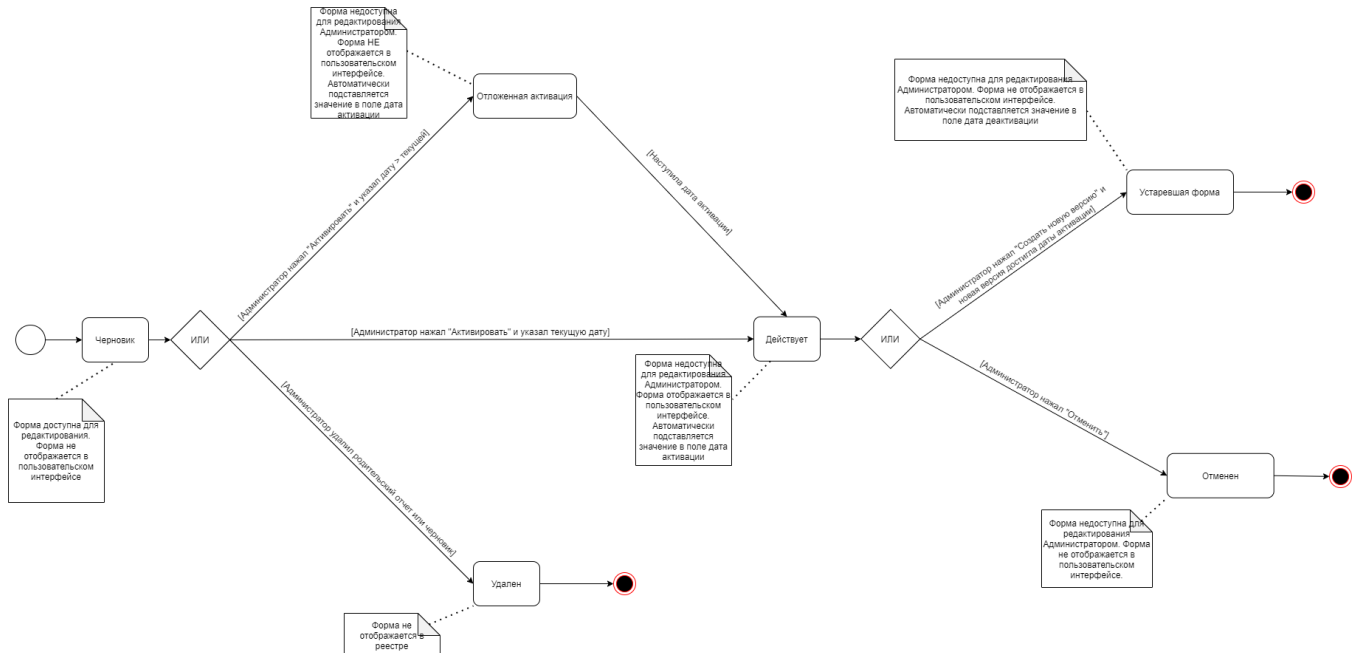 Форма недоступна
для редактирования
Администратором.
Форма НЕ
отображается в
пользовательском
интерфейсе.
Автоматически
подставляется
значение в поле дата
активации
Отложенная активация
Форма недоступна для редактирования
Администратором. Форма не отображается в
пользовательском интерфейсе.
Автоматически подставляется значение в
поле дата деактивации
[Администратор нажал "Активировать" и указал дату > текущей]
[Наступила дата активации]
Устаревшая форма
[Администратор нажал "Создать новую версию" и
новая версия достигла даты активации]
Черновик
ИЛИ
[Администратор нажал "Активировать" и указал текущую дату]
Действует
ИЛИ
Форма недоступна
для редактирования
Администратором.
Форма отображается в
пользовательском
интерфейсе.
Автоматически
подставляется
значение в поле дата
активации
Форма доступна для
редактирования.
Форма не
отображается в
пользовательском
интерфейсе
[Администратор удалил родительский отчет или черновик]
[Администратор нажал "Отменить"]
Отменен
Форма недоступна для
редактирования
Администратором. Форма
не отображается в
пользовательском
интерфейсе.
Удален
Форма не
отображается в
реестре